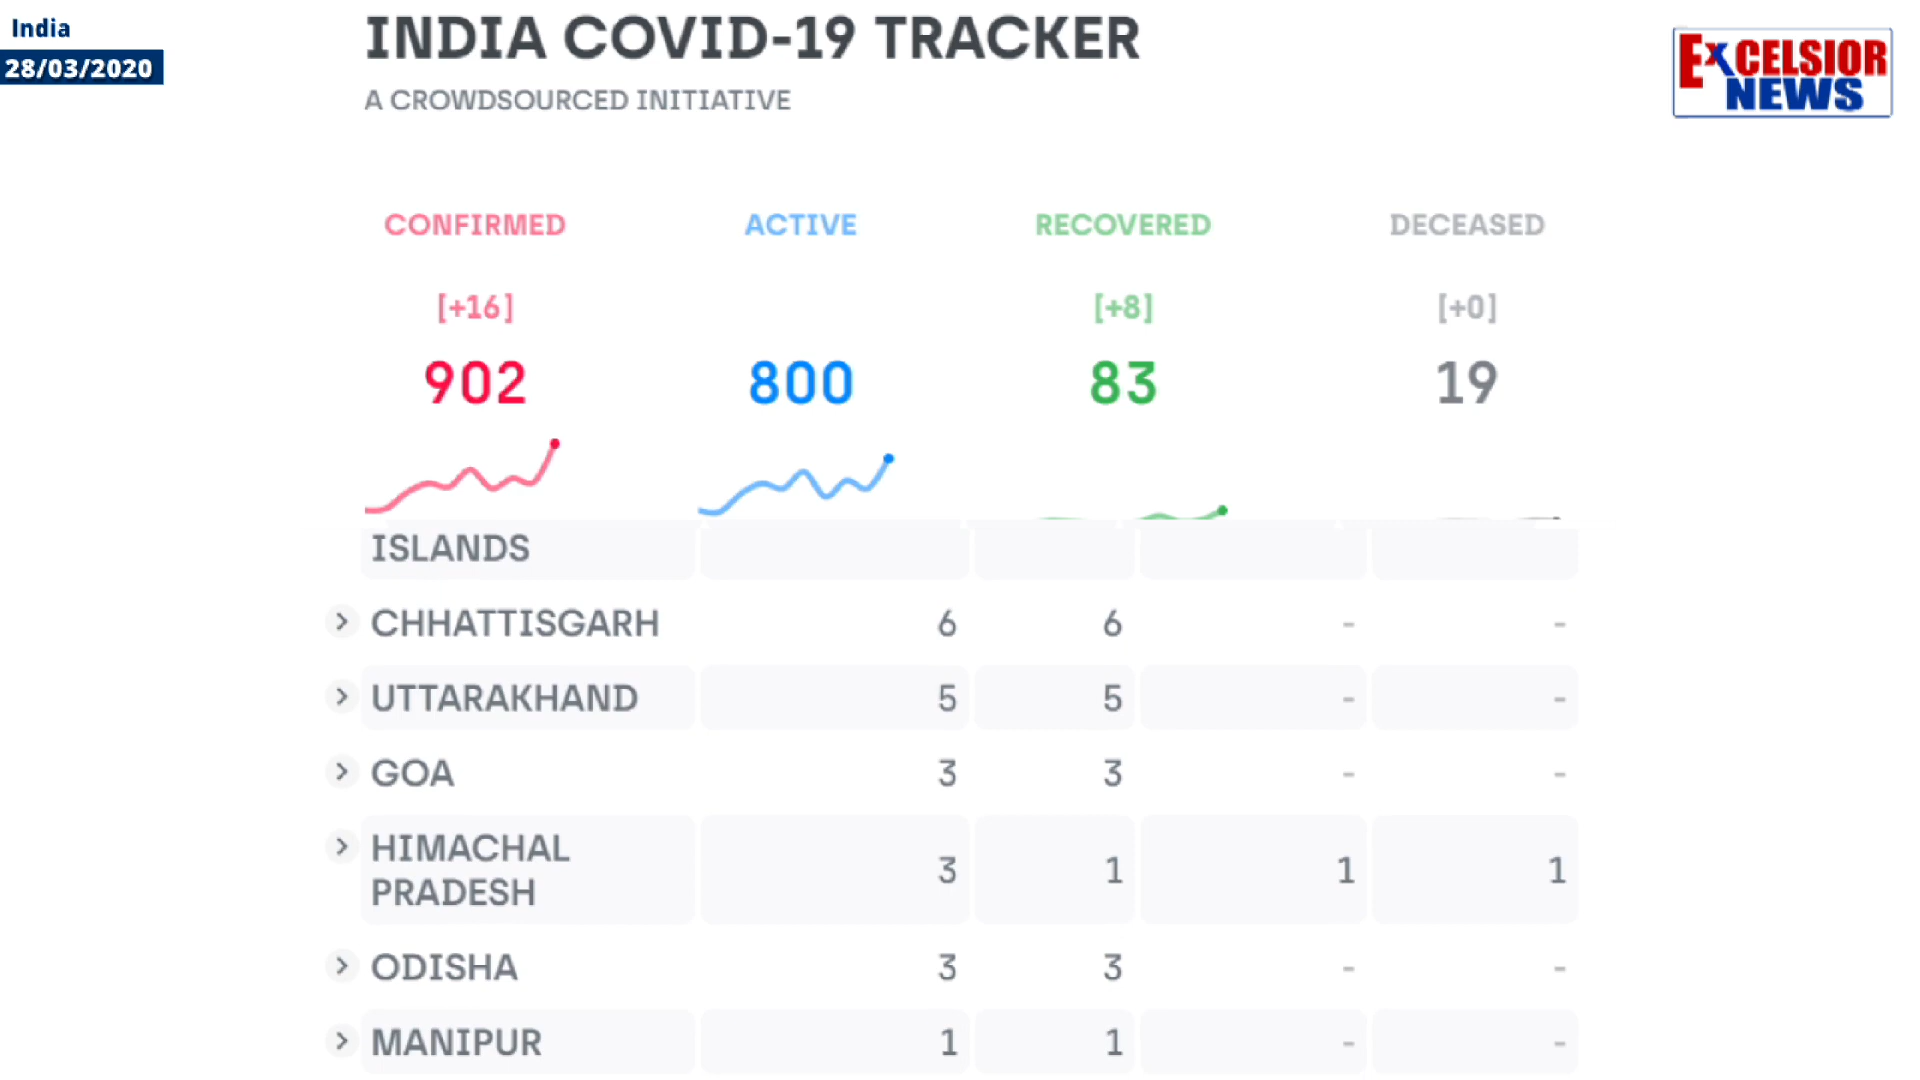 India
28/03/2020
INDIA COVID-19 TRACKER
A CROWDSOURCED INITIATIVE
EXCELSIOR
NEWS
CONFIRMED ACTIVE RECOVERED DECEASED
[+16] [+8] [+0]
902 800 83 19
ISLANDS
CHHATTISGARH 6 6 - -
UTTARAKHAND 5 5 - -
GOA 3 3 - -
HIMACHAL
PRADESH 3 1 1 1
ODISHA 3 3 - -
MANIPUR 1 1 - -